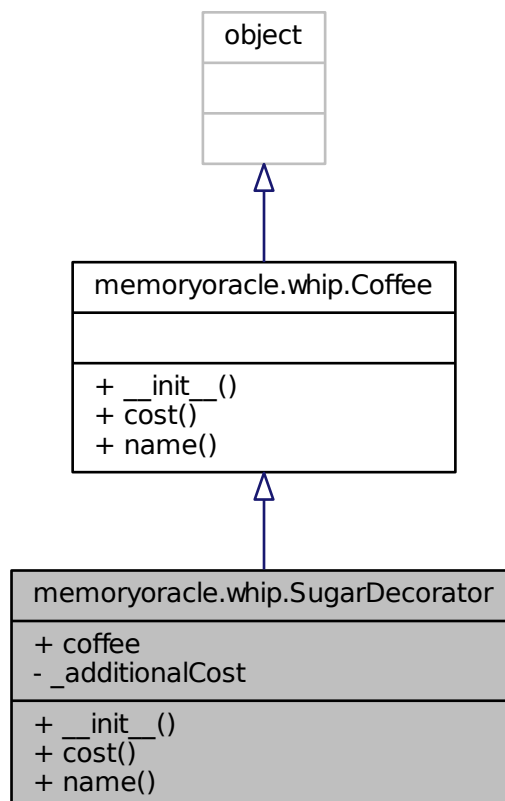 object
memoryoracle.whip.Coffee
+ __init__()
+ cost()
+ name()
memoryoracle.whip.SugarDecorator
+ coffee
- _additionalCost
+ __init__()
+ cost()
+ name()